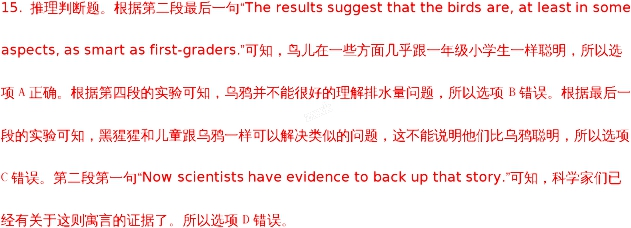 15. 推理判断题。根据第二段最后一句“The results suggest that the birds are, at least in some
aspects, as smart as first-graders.”可知，鸟儿在一些方面几乎跟一年级小学生一样聪明，所以选
项 A 正确。根据第四段的实验可知，乌鸦并不能很好的理解排水量问题，所以选项 B 错误。根据最后一
段的实验可知，黑猩猩和儿童跟乌鸦一样可以解决类似的问题，这不能说明他们比乌鸦聪明，所以选项
C 错误。第二段第一句“Now scientists have evidence to back up that story.”可知，科学家们已
经有关于这则寓言的证据了。所以选项 D 错误。